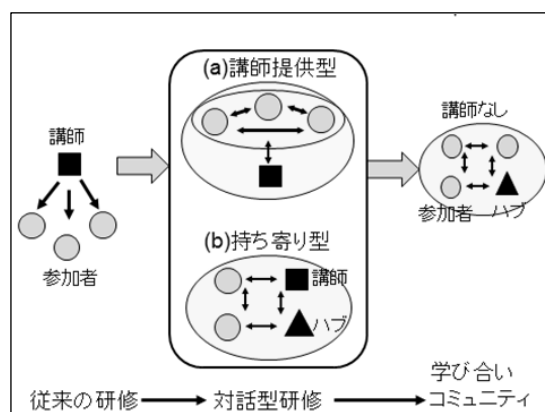 (a)講師提供型
講師
参加者
(b)持ち寄り型
講師
ハブ
講師なし
参加者
ハブ
従来の研修
対話型研修
学び合い
コミュニティ